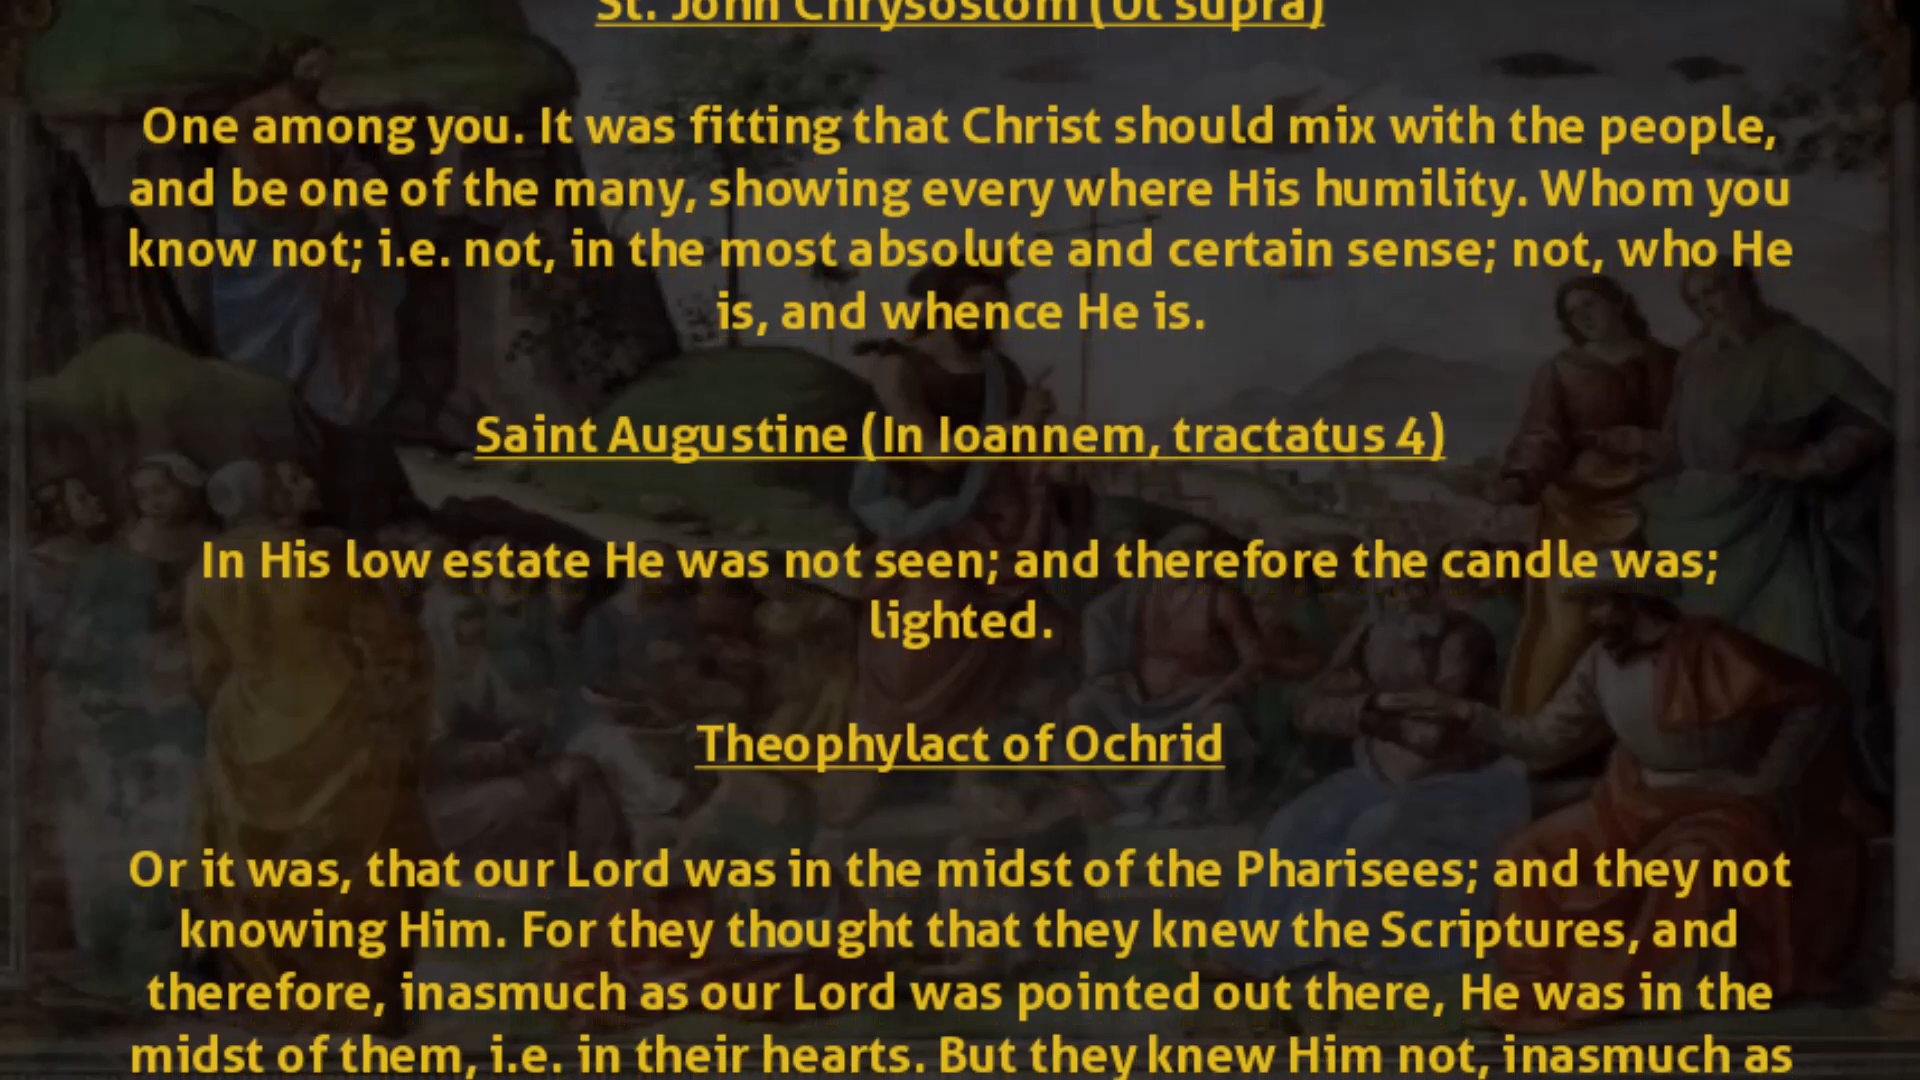 St. John Chrysostom (Ut supra)
One among you. It was fitting that Christ should mix with the people,
and be one of the many, showing every where His humility. Whom you
know not; i.e. not, in the most absolute and certain sense; not, who He
is, and whence He is.
Saint Augustine (In Ioannem, tractatus 4)
In His low estate He was not seen; and therefore the candle was;
lighted.
Theophylact of Ochrid
Or it was, that our Lord was in the midst of the Pharisees; and they not
knowing Him. For they thought that they knew the Scriptures, and
therefore, inasmuch as our Lord was pointed out there, He was in the
midst of them, i.e. in their hearts. But they knew Him not, inasmuch as